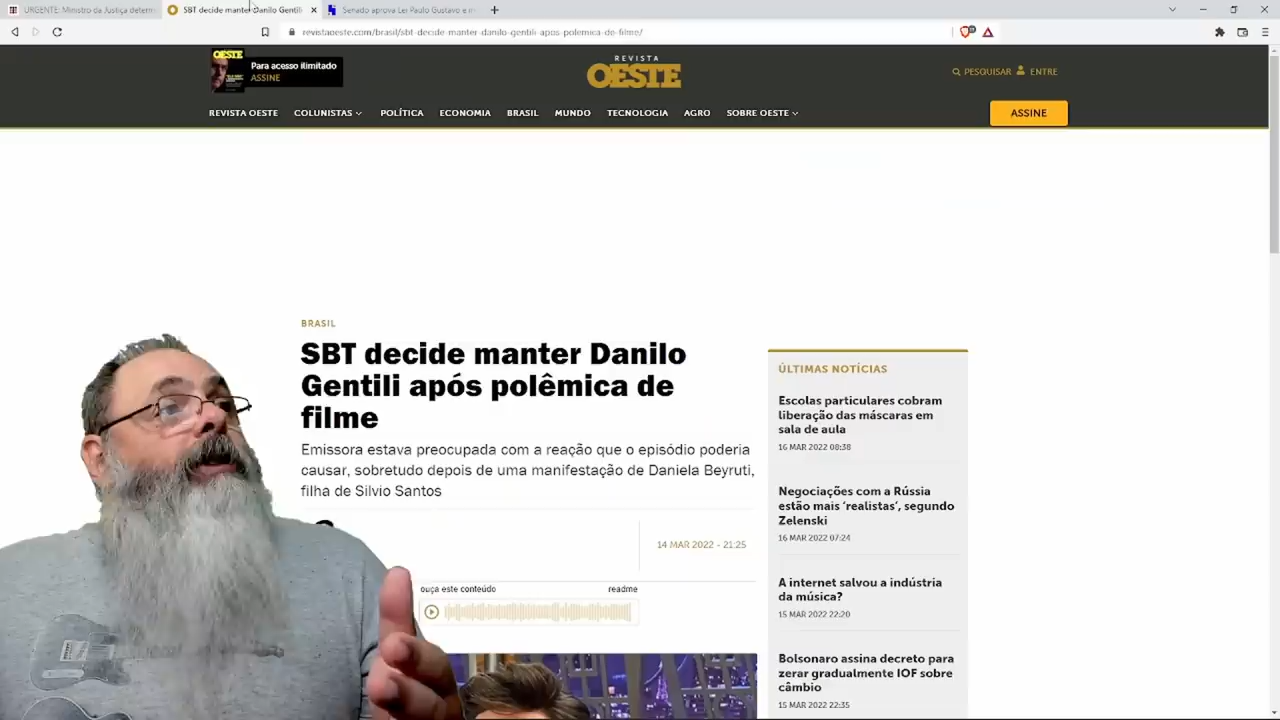 URGENTE: Ministro da Justiça determ
SBT decide manter Danilo Gentili
Senado aprova Lei Paulo Gustavo e m
revistaoeste.com/brasil/sbt-decide-manter-danilo-gentili-apos-polemica-de-filme/
OESTE
Para acesso ilimitado
ASSINE
REVISTA
OESTE
PESQUISAR
ENTRE
REVISTA OESTE
COLUNISTAS
POLÍTICA
ECONOMIA
BRASIL
MUNDO
TECNOLOGIA
AGRO
SOBRE OESTE
ASSINE
BRASIL
SBT decide manter Danilo
Gentili após polêmica de
filme
Emissora estava preocupada com a reação que o episódio poderia
causar, sobretudo depois de uma manifestação de Daniela Beyruti,
filha de Silvio Santos
14 MAR 2022 - 21:25
ouça este conteúdo
readme
ÚLTIMAS NOTÍCIAS
Escolas particulares cobram
liberação das máscaras em
sala de aula
16 MAR 2022 08:38
Negociações com a Rússia
estão mais ‘realistas’, segundo
Zelenski
16 MAR 2022 07:24
A internet salvou a indústria
da música?
15 MAR 2022 22:20
Bolsonaro assina decreto para
zerar gradualmente IOF sobre
câmbio
15 MAR 2022 22:35